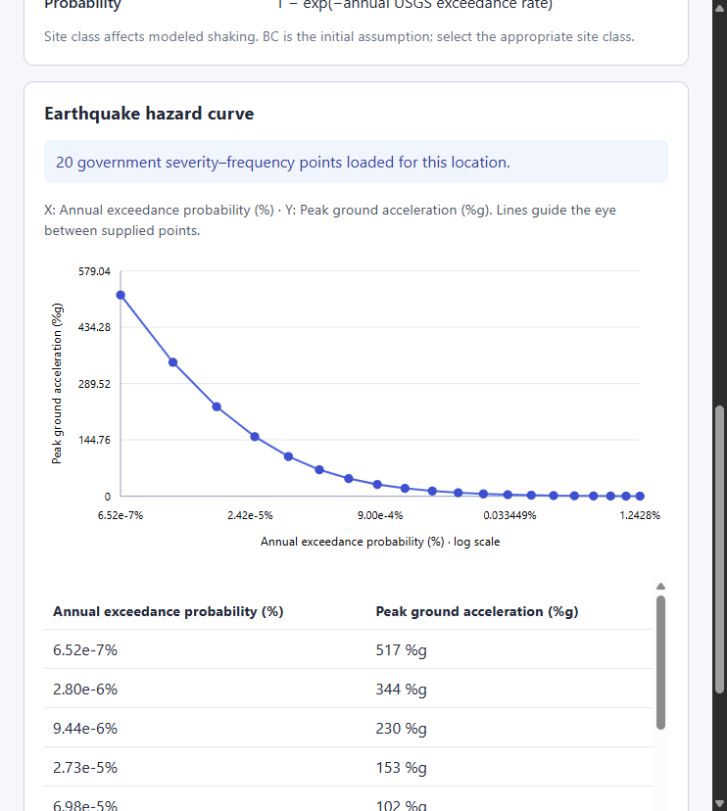 Probability 1 − exp(−annual USGS exceedance rate)
Site class affects modeled shaking. BC is the initial assumption; select the appropriate site class.
Earthquake hazard curve
20 government severity–frequency points loaded for this location.
X: Annual exceedance probability (%) · Y: Peak ground acceleration (%g). Lines guide the eye
between supplied points.
Peak ground acceleration (%g)
579.04
434.28
289.52
144.76
0
6.52e-7% 2.42e-5% 9.00e-4% 0.033449% 1.2428%
Annual exceedance probability (%) · log scale
Annual exceedance probability (%) Peak ground acceleration (%g)
6.52e-7% 517 %g
2.80e-6% 344 %g
9.44e-6% 230 %g
2.73e-5% 153 %g
6.98e-5% 102 %g